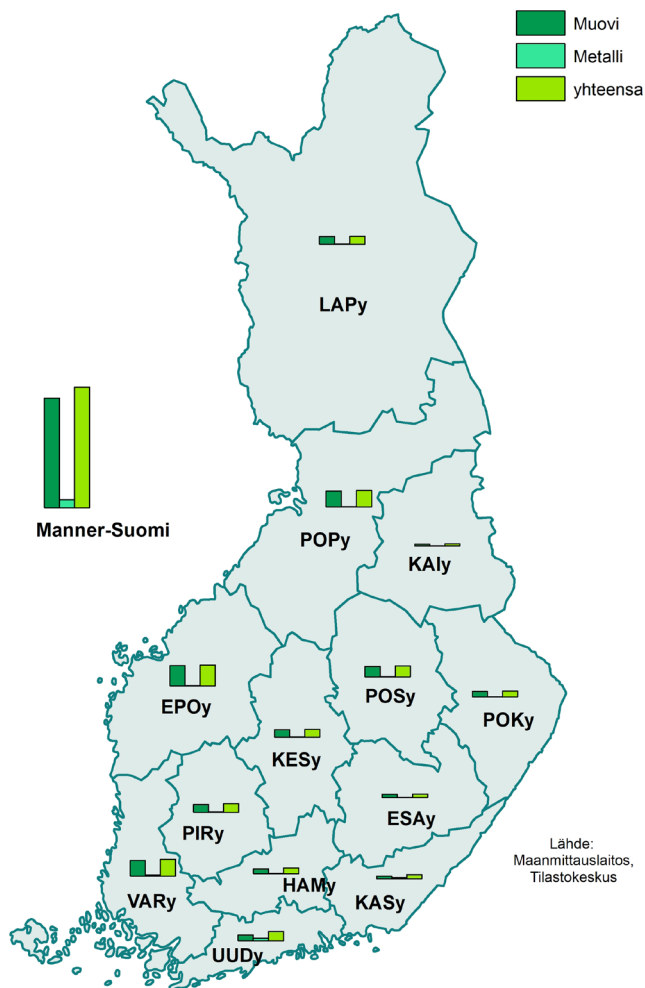 Muovi
Metalli
yhteensa
LAPy
Manner-Suomi
POPy
KAIy
EPOy
POSy
POKy
KESy
PIRy
ESAy
Lähde:
Maanmittauslaitos,
Tilastokeskus
VARy
HAMy
KASy
UUDy